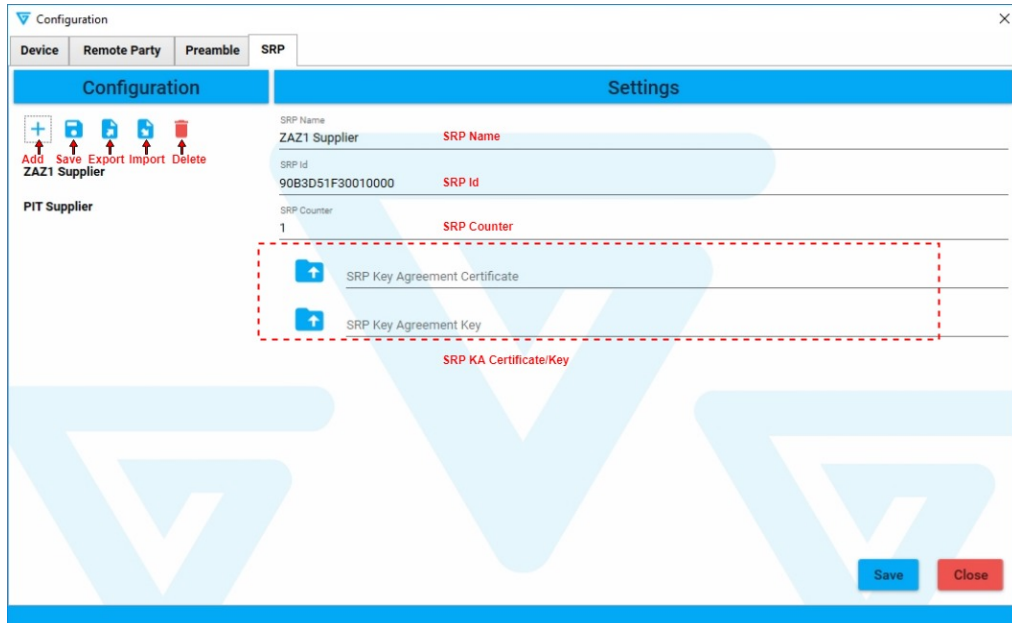 Configuration
Device Remote Party Preamble SRP
Configuration
Settings
Add Save Export Import Delete
ZAZ1 Supplier
PIT Supplier
SRP Name
ZAZ1 Supplier SRP Name
SRP Id
90B3D51F30010000 SRP Id
SRP Counter
1 SRP Counter
SRP Key Agreement Certificate
SRP Key Agreement Key
SRP KA Certificate/Key
Save Close